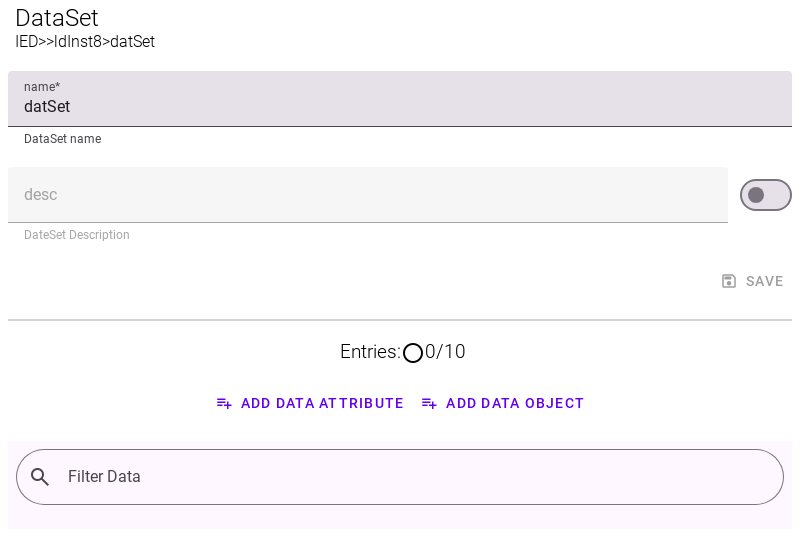 DataSet
IED>>ldInst8>datSet
name*
datSet
DataSet name
desc
DateSet Description
SAVE
Entries: 0/10
ADD DATA ATTRIBUTE ADD DATA OBJECT
Filter Data